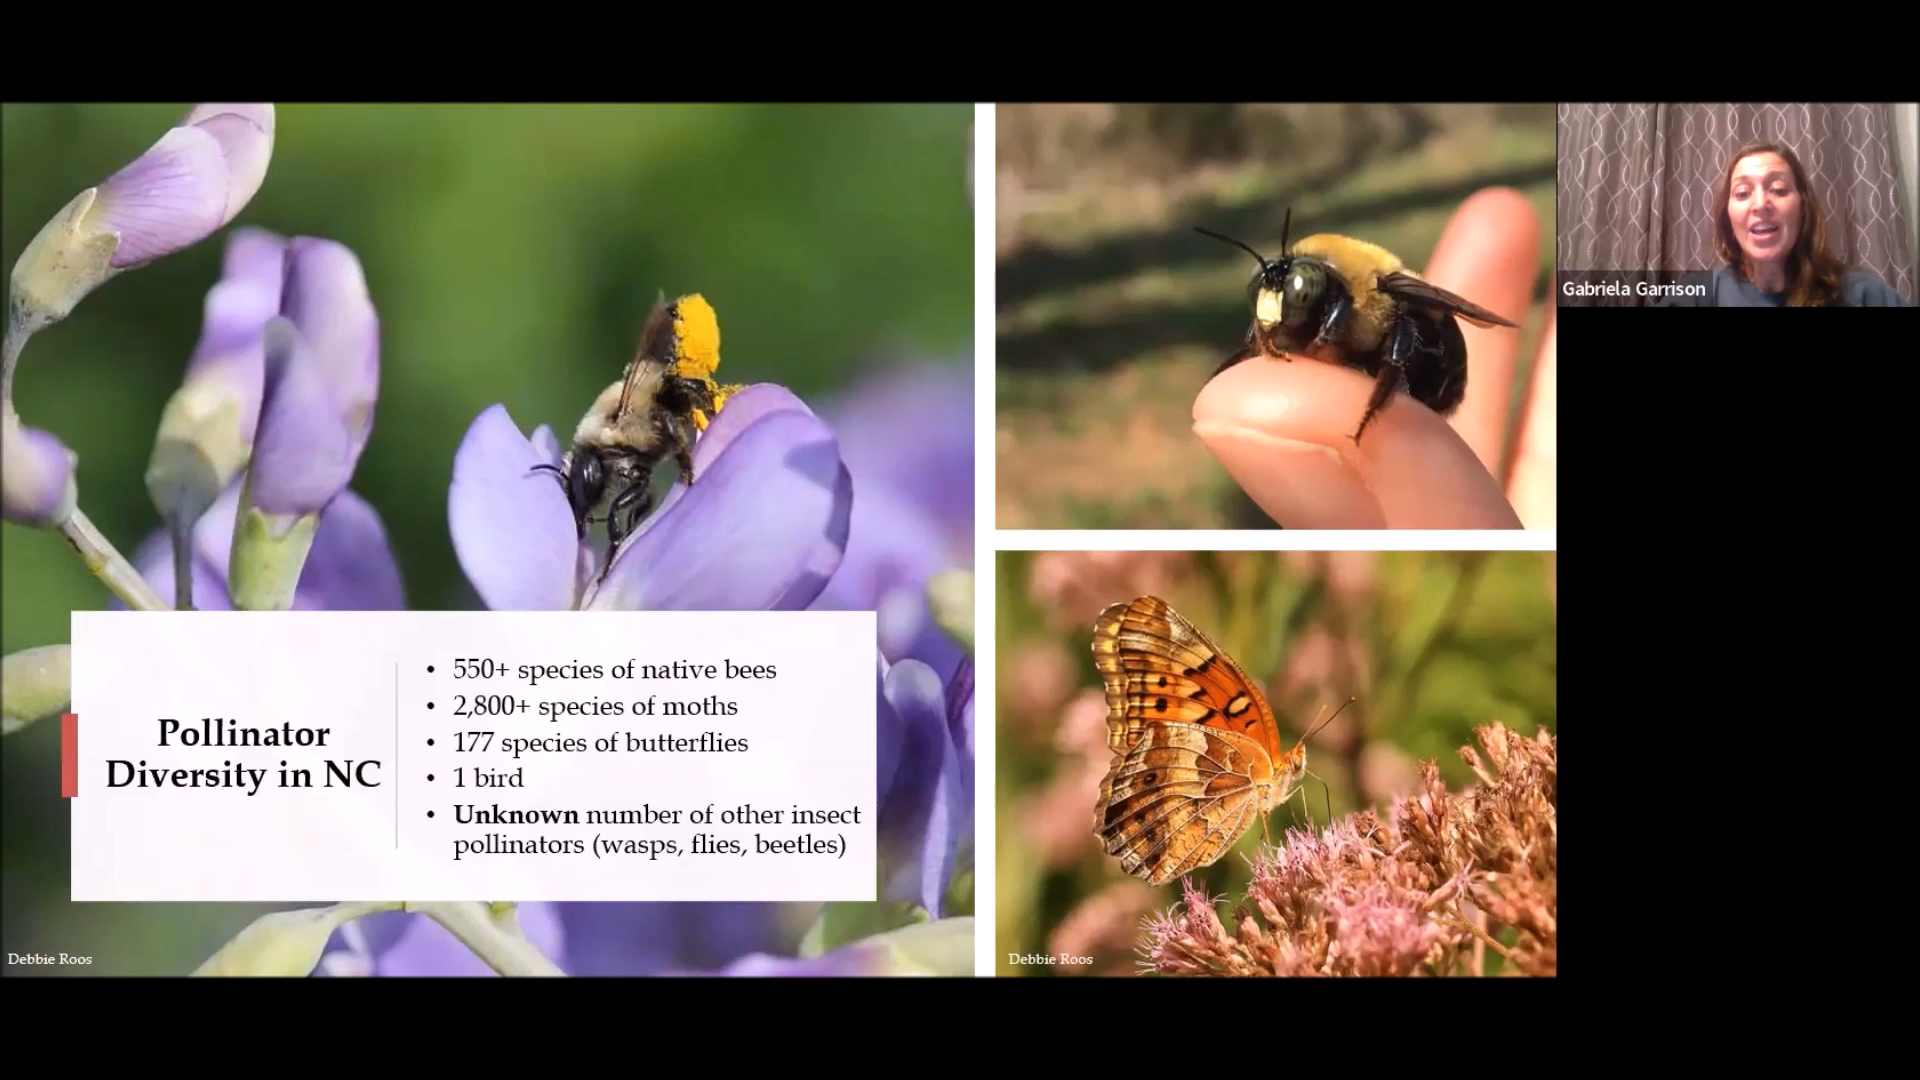 Pollinator
Diversity in NC
• 550+ species of native bees
• 2,800+ species of moths
• 177 species of butterflies
• 1 bird
• Unknown number of other insect
pollinators (wasps, flies, beetles)
Debbie Roos
Debbie Roos
Gabriela Garrison